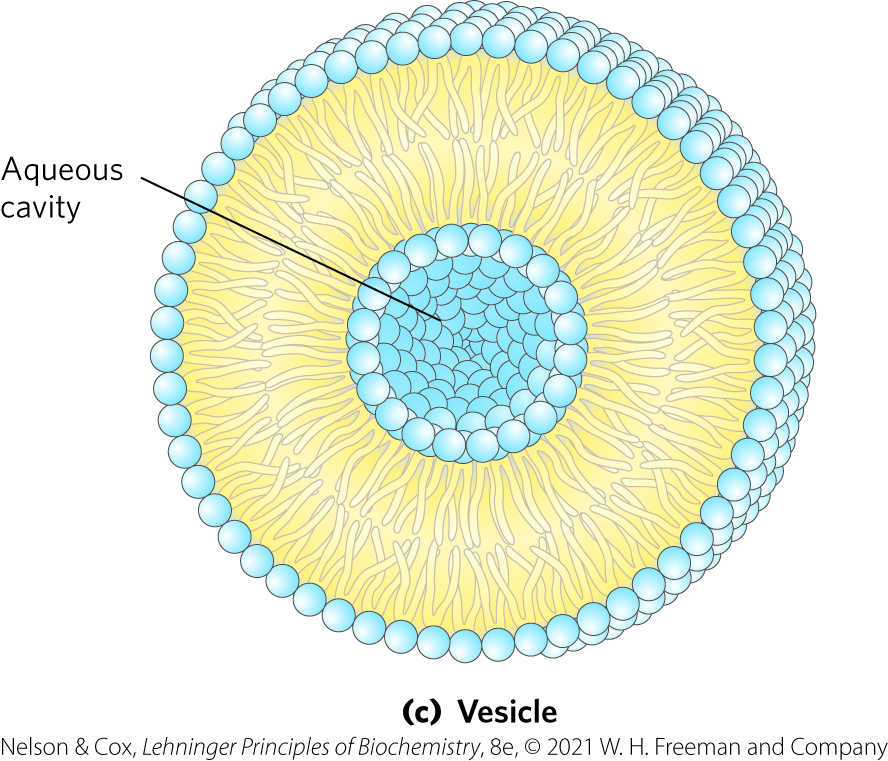 Aqueous
cavity
(c) Vesicle
Nelson & Cox, Lehninger Principles of Biochemistry, 8e, © 2021 W. H. Freeman and Company